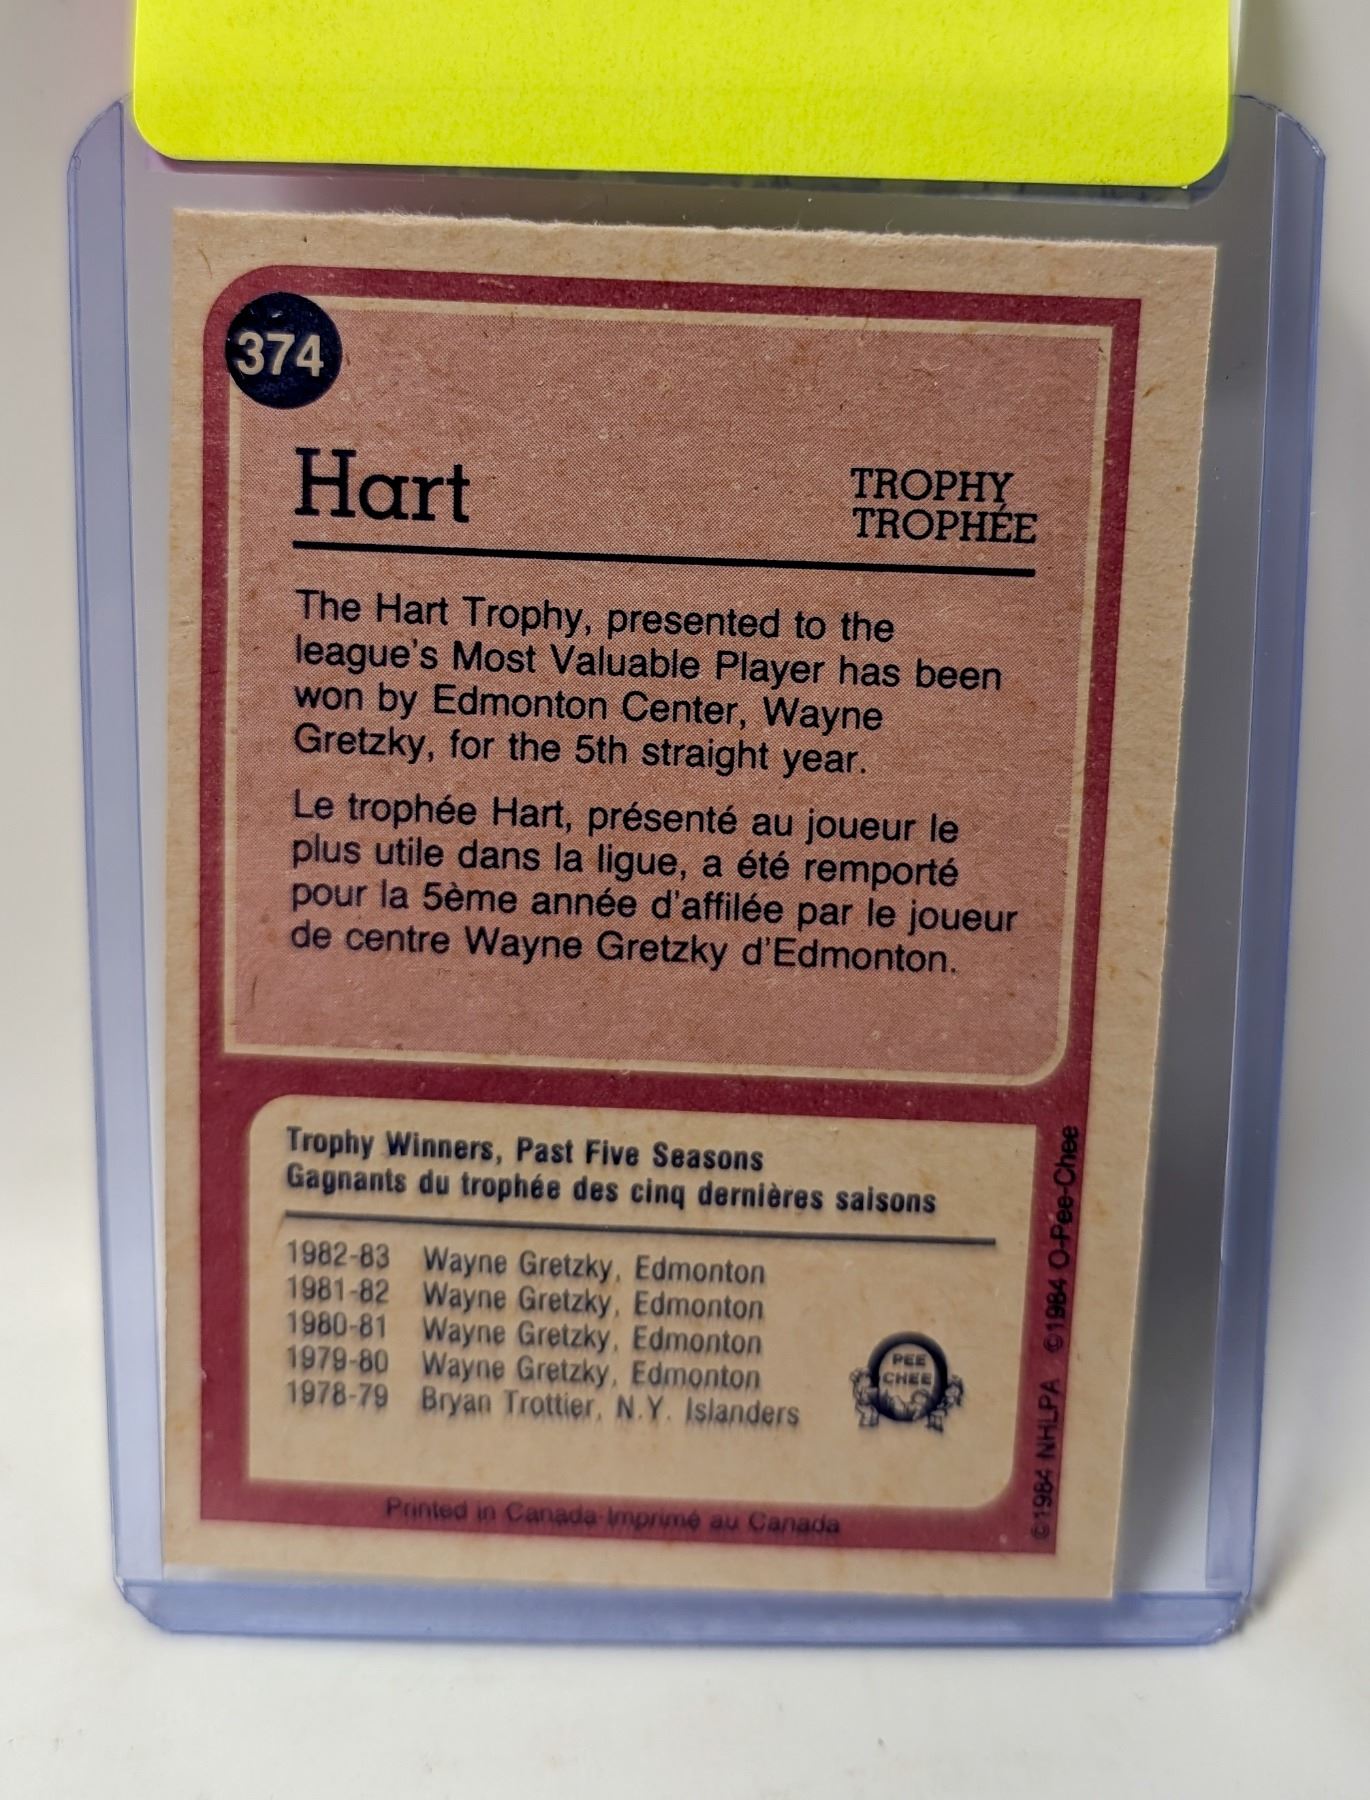 374
Hart
TROPHY
TROPHÉE
The Hart Trophy, presented to the
league's Most Valuable Player has been
won by Edmonton Center, Wayne
Gretzky, for the 5th straight year.
Le trophée Hart, présenté au joueur le
plus utile dans la ligue, a été remporté
pour la 5ème année d'affilée par le joueur
de centre Wayne Gretzky d'Edmonton.
Trophy Winners, Past Five Seasons
Gagnants du trophée des cinq dernières saisons
1982-83 Wayne Gretzky, Edmonton
1981-82 Wayne Gretzky, Edmonton
1980-81 Wayne Gretzky, Edmonton
1979-80 Wayne Gretzky, Edmonton
1978-79 Bryan Trottier, N.Y. Islanders
PEE
CHEE
Printed in Canada-Imprimé au Canada
©1984 NHLPA ©1984 O-Pee-Chee